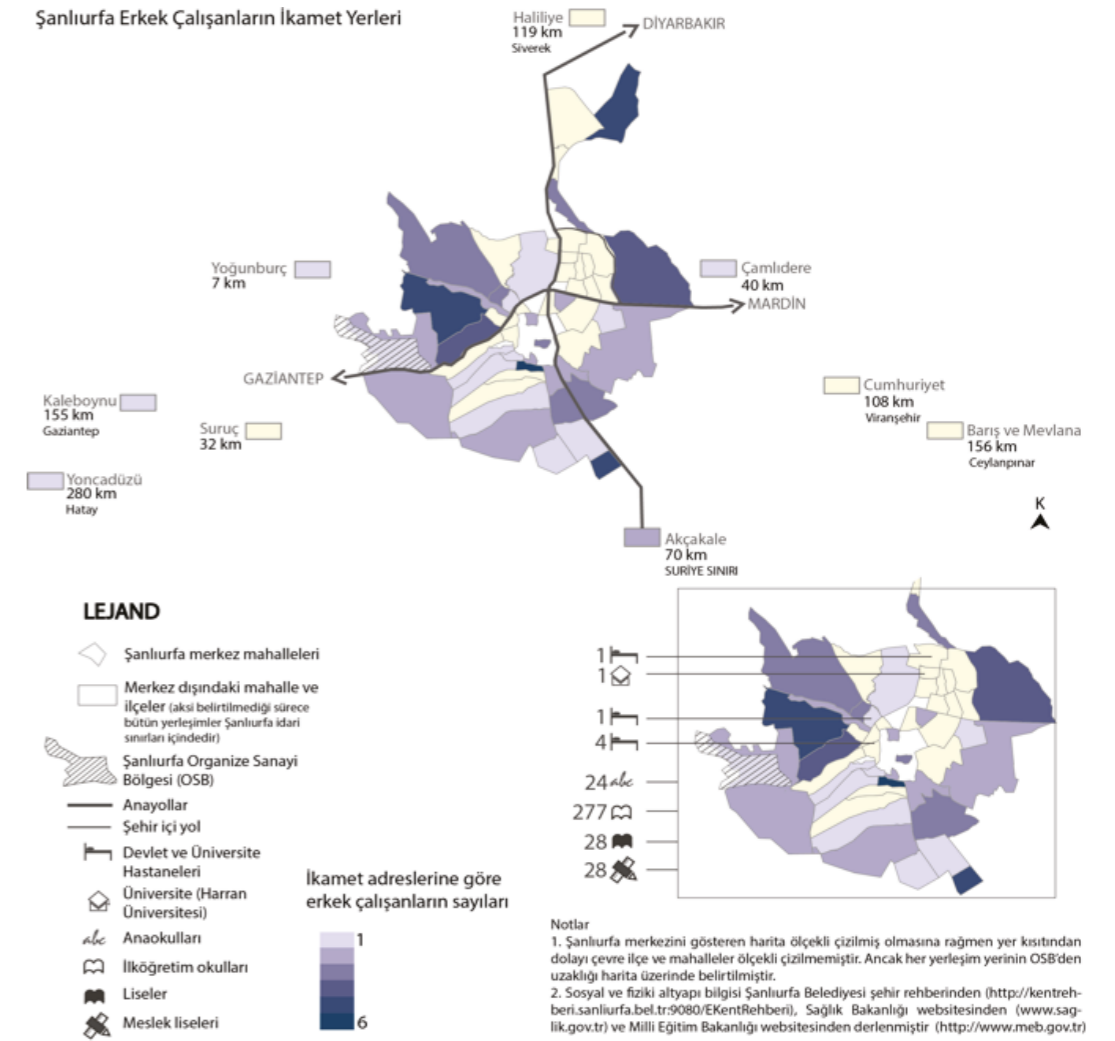 Şanlıurfa Erkek Çalışanların İkamet Yerleri
Haliliye
119 km
Siverek
DİYARBAKIR
Yoğunburç
7 km
Çamlıdere
40 km
MARDİN
GAZİANTEP
Kaleboynu
155 km
Gaziantep
Suruç
32 km
Cumhuriyet
108 km
Viranşehir
Barış ve Mevlana
156 km
Ceylanpınar
Yoncadüzü
280 km
Hatay
K
Akçakale
70 km
SURİYE SINIRI
LEJAND
Şanlıurfa merkez mahalleleri
Merkez dışındaki mahalle ve
ilçeler (aksi belirtilmediği sürece
bütün yerleşimler Şanlıurfa idari
sınırları içindedir)
Şanlıurfa Organize Sanayi
Bölgesi (OSB)
Anayollar
Şehir içi yol
Devlet ve Üniversite
Hastaneleri
Üniversite (Harran
Üniversitesi)
abc Anaokulları
İlköğretim okulları
Liseler
Meslek liseleri
İkamet adreslerine göre
erkek çalışanların sayıları
1
6
1
1
1
4
24 abc
277
28
28
Notlar
1. Şanlıurfa merkezini gösteren harita ölçekli çizilmiş olmasına rağmen yer kısıtından
dolayı çevre ilçe ve mahalleler ölçekli çizilmemiştir. Ancak her yerleşim yerinin OSB'den
uzaklığı harita üzerinde belirtilmiştir.
2. Sosyal ve fiziki altyapı bilgisi Şanlıurfa Belediyesi şehir rehberinden (http://kentreh-
beri.sanliurfa.bel.tr:9080/EKentRehberi), Sağlık Bakanlığı websitesinden (www.sag-
lik.gov.tr) ve Milli Eğitim Bakanlığı websitesinden derlenmiştir (http://www.meb.gov.tr)